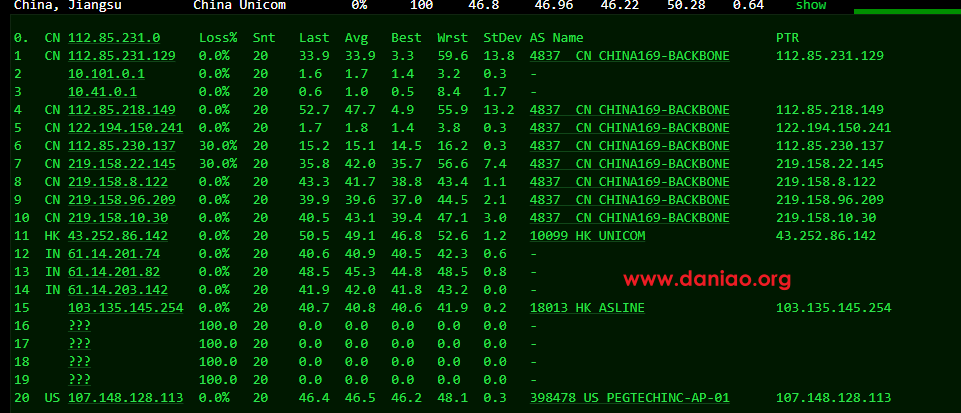 China, Jiangsu China Unicom 0% 100 46.8 46.96 46.22 50.28 0.64 show
0. CN 112.85.231.0 Loss% Snt Last Avg Best Wrst StDev AS Name PTR
1 CN 112.85.231.129 0.0% 20 33.9 33.9 3.3 59.6 13.8 4837 CN CHINA169-BACKBONE 112.85.231.129
2 10.101.0.1 0.0% 20 1.6 1.7 1.4 3.2 0.3 -
3 10.41.0.1 0.0% 20 0.6 1.0 0.5 8.4 1.7 -
4 CN 112.85.218.149 0.0% 20 52.7 47.7 4.9 55.9 13.2 4837 CN CHINA169-BACKBONE 112.85.218.149
5 CN 122.194.150.241 0.0% 20 1.7 1.8 1.4 3.8 0.3 4837 CN CHINA169-BACKBONE 122.194.150.241
6 CN 112.85.230.137 30.0% 20 15.2 15.1 14.5 16.2 0.3 4837 CN CHINA169-BACKBONE 112.85.230.137
7 CN 219.158.22.145 30.0% 20 35.8 42.0 35.7 56.6 7.4 4837 CN CHINA169-BACKBONE 219.158.22.145
8 CN 219.158.8.122 0.0% 20 43.3 41.7 38.8 43.4 1.1 4837 CN CHINA169-BACKBONE 219.158.8.122
9 CN 219.158.96.209 0.0% 20 39.9 39.6 37.0 44.5 2.1 4837 CN CHINA169-BACKBONE 219.158.96.209
10 CN 219.158.10.30 0.0% 20 40.5 43.1 39.4 47.1 3.0 4837 CN CHINA169-BACKBONE 219.158.10.30
11 HK 43.252.86.142 0.0% 20 50.5 49.1 46.8 52.6 1.2 10099 HK UNICOM 43.252.86.142
12 IN 61.14.201.74 0.0% 20 40.6 40.9 40.5 42.3 0.6 -
13 IN 61.14.201.82 0.0% 20 48.5 45.3 44.8 48.5 0.8 -
14 IN 61.14.203.142 0.0% 20 41.9 42.0 41.8 43.2 0.0 -
www.daniao.org
15 103.135.145.254 0.0% 20 40.7 40.8 40.6 41.9 0.2 18013 HK ASLINE 103.135.145.254
16 ??? 100.0 20 0.0 0.0 0.0 0.0 0.0 -
17 ??? 100.0 20 0.0 0.0 0.0 0.0 0.0 -
18 ??? 100.0 20 0.0 0.0 0.0 0.0 0.0 -
19 ??? 100.0 20 0.0 0.0 0.0 0.0 0.0 -
20 US 107.148.128.113 0.0% 20 46.4 46.5 46.2 48.1 0.3 398478 US PEGTECHINC-AP-01 107.148.128.113